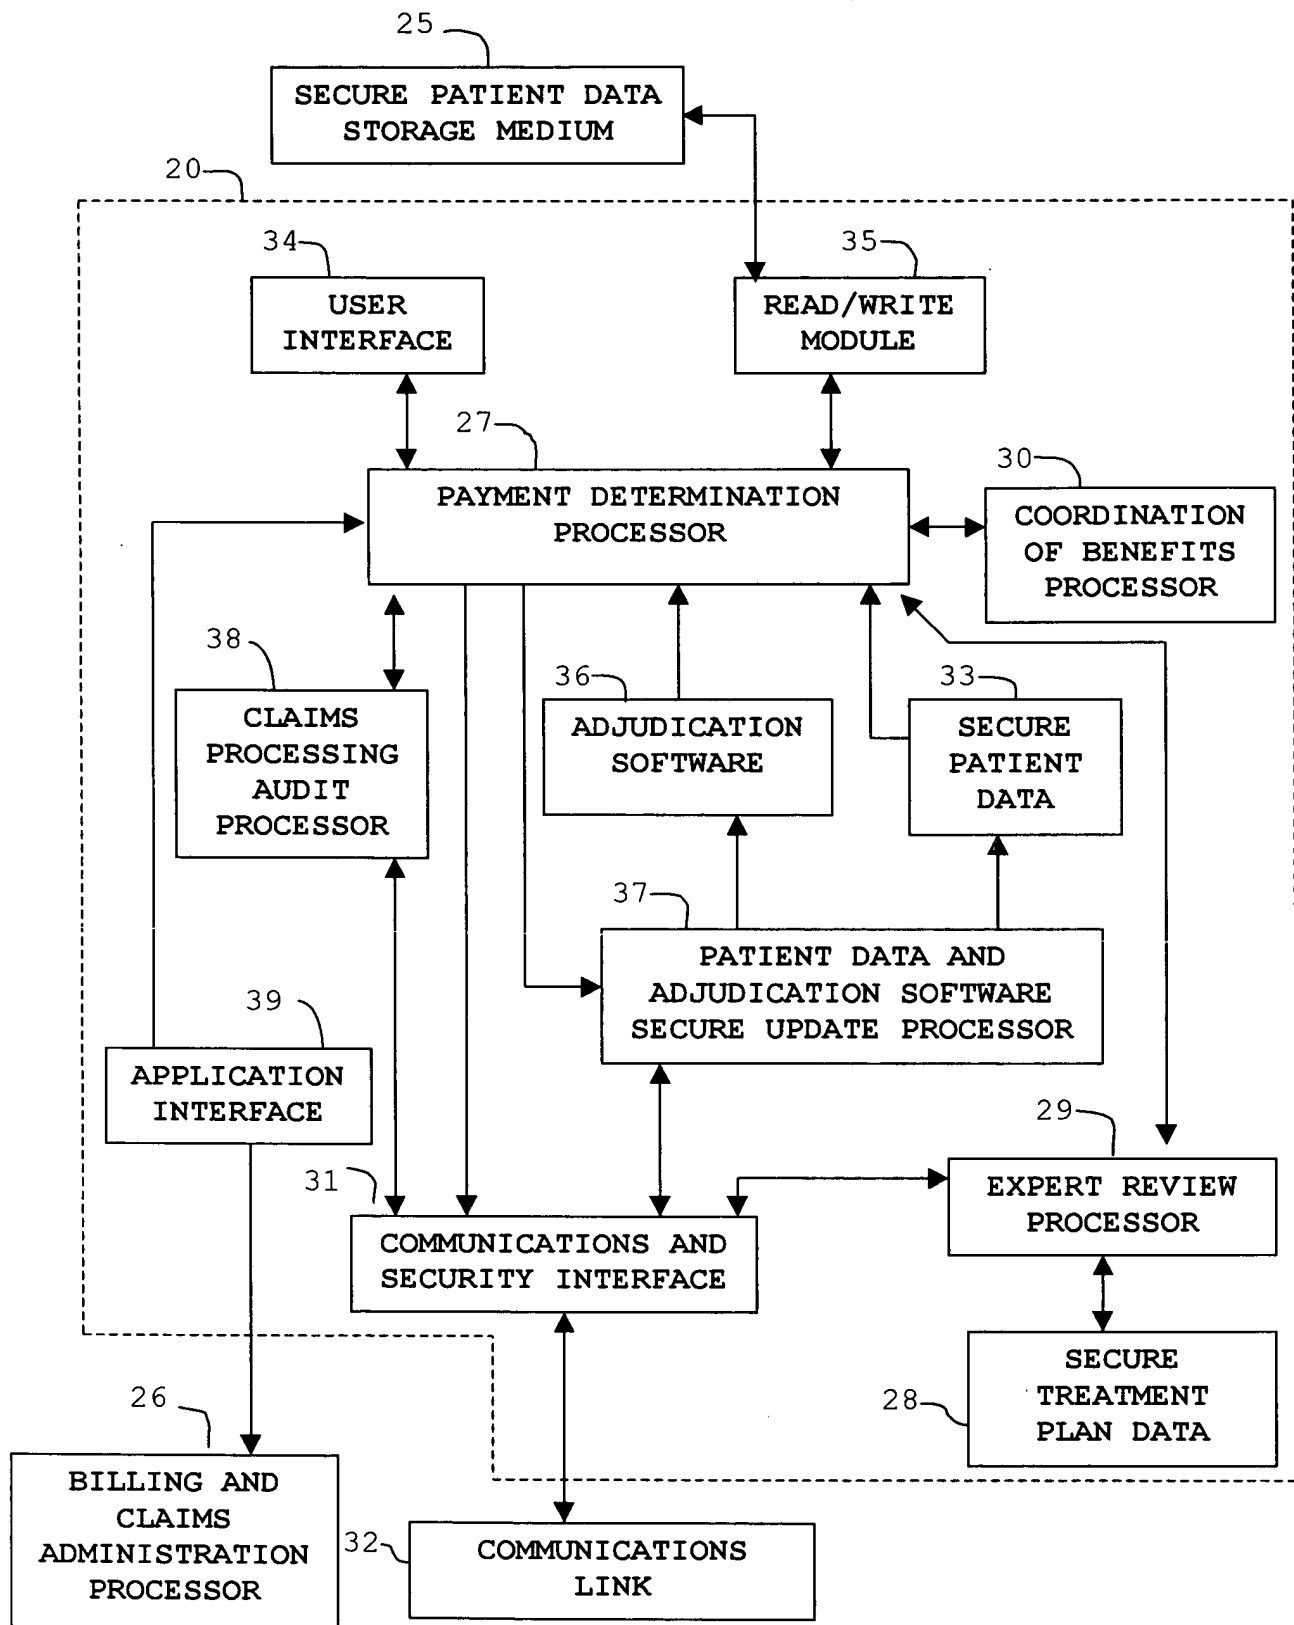 25
SECURE PATIENT DATA
STORAGE MEDIUM
20
34
35
USER
INTERFACE
READ/WRITE
MODULE
27
30
PAYMENT DETERMINATION
PROCESSOR
COORDINATION
OF BENEFITS
PROCESSOR
38
36
33
CLAIMS
PROCESSING
AUDIT
PROCESSOR
ADJUDICATION
SOFTWARE
SECURE
PATIENT
DATA
37
PATIENT DATA AND
ADJUDICATION SOFTWARE
SECURE UPDATE PROCESSOR
39
APPLICATION
INTERFACE
29
31
EXPERT REVIEW
PROCESSOR
COMMUNICATIONS AND
SECURITY INTERFACE
28
SECURE
TREATMENT
PLAN DATA
26
BILLING AND
CLAIMS
ADMINISTRATION
PROCESSOR
32
COMMUNICATIONS
LINK